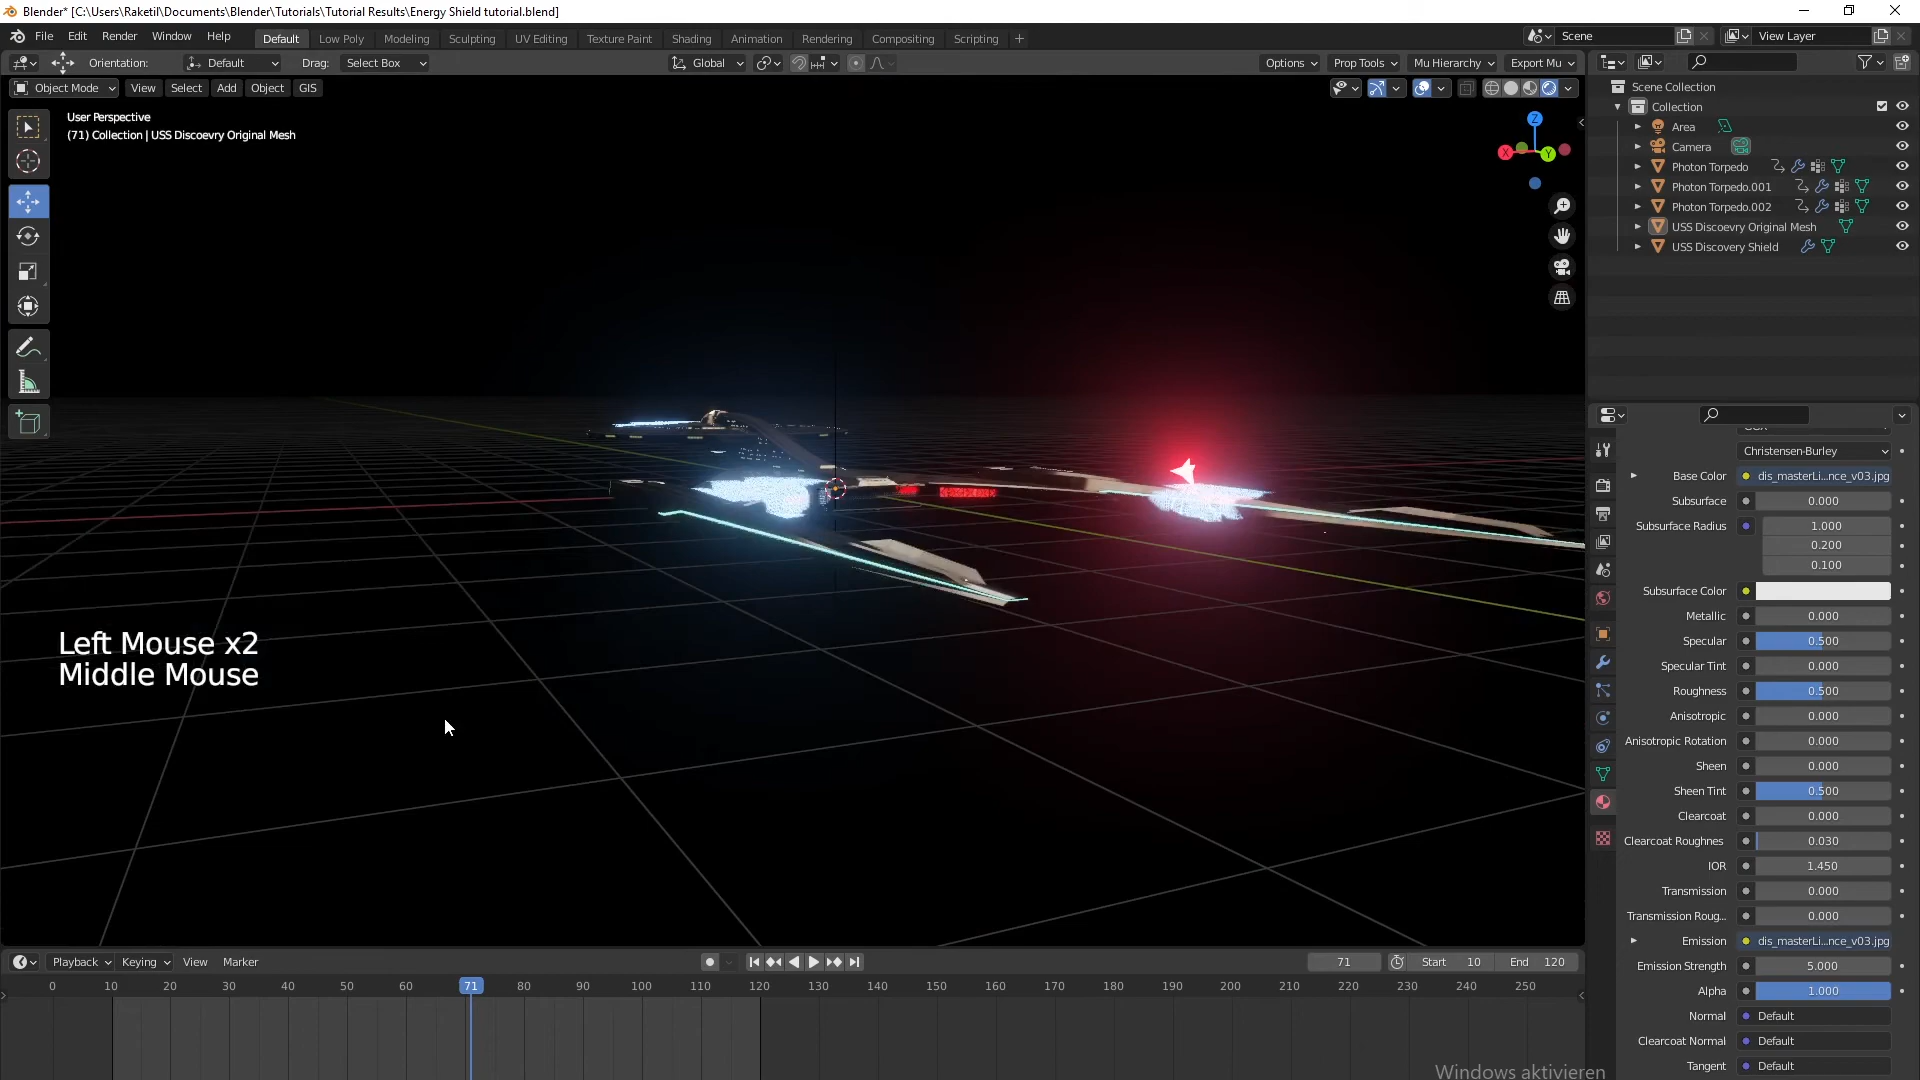 Blender* [C:\Users\Raketil\Documents\Blender\Tutorials\Tutorial Results\Energy Shield tutorial.blend]
File Edit Render Window Help Default Low Poly Modeling Sculpting UV Editing Texture Paint Shading Animation Rendering Compositing Scripting + Scene View Layer
Orientation: Default Drag: Select Box Global Options Prop Tools Mu Hierarchy Export Mu
Object Mode View Select Add Object GIS
User Perspective
(71) Collection | USS Discoevry Original Mesh
Z
X
Y
Left Mouse x2
Middle Mouse
Scene Collection
Collection
Area
Camera
Photon Torpedo
Photon Torpedo.001
Photon Torpedo.002
USS Discoevry Original Mesh
USS Discovery Shield
Christensen-Burley
Base Color dis_masterLi...nce_v03.jpg
Subsurface 0.000
Subsurface Radius 1.000
0.200
0.100
Subsurface Color
Metallic 0.000
Specular 0.500
Specular Tint 0.000
Roughness 0.500
Anisotropic 0.000
Anisotropic Rotation 0.000
Sheen 0.000
Sheen Tint 0.500
Clearcoat 0.000
Clearcoat Roughnes 0.030
IOR 1.450
Transmission 0.000
Transmission Roug... 0.000
Emission dis_masterLi...nce_v03.jpg
Emission Strength 5.000
Alpha 1.000
Normal Default
Clearcoat Normal Default
Tangent Default
Playback Keying View Marker 71 Start 10 End 120
0 10 20 30 40 50 60 71 80 90 100 110 120 130 140 150 160 170 180 190 200 210 220 230 240 250
Windows aktivieren